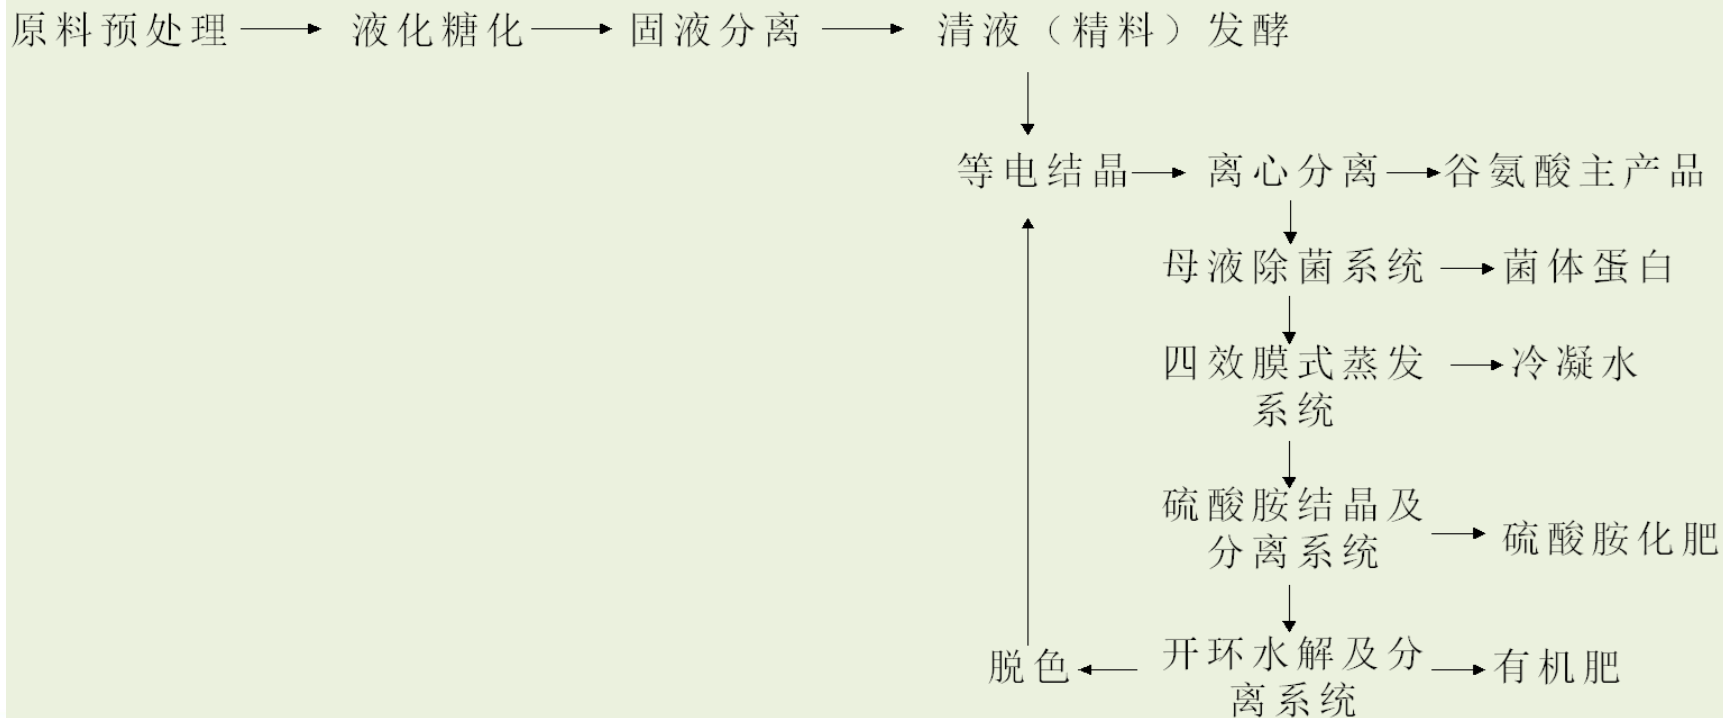 原料预处理 液化糖化 固液分离 清液（精料）发酵
等电结晶 离心分离 谷氨酸主产品
母液除菌系统 菌体蛋白
四效膜式蒸发 冷凝水
系统
硫酸胺结晶及
分离系统 硫酸胺化肥
脱色 开环水解及分 有机肥
离系统